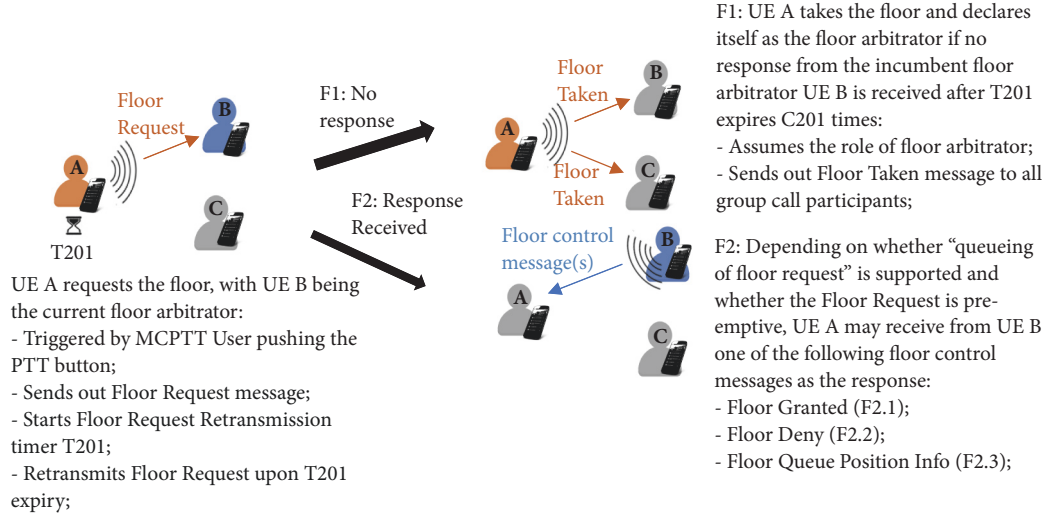 Floor
Request
A
B
C
T201
UE A requests the floor, with UE B being
the current floor arbitrator:
- Triggered by MCPTT User pushing the
PTT button;
- Sends out Floor Request message;
- Starts Floor Request Retransmission
timer T201;
- Retransmits Floor Request upon T201
expiry;
F1: No
response
F2: Response
Received
Floor
Taken
A
B
Floor
Taken
C
Floor control
message(s)
B
A
C
F1: UE A takes the floor and declares
itself as the floor arbitrator if no
response from the incumbent floor
arbitrator UE B is received after T201
expires C201 times:
- Assumes the role of floor arbitrator;
- Sends out Floor Taken message to all
group call participants;
F2: Depending on whether “queueing
of floor request” is supported and
whether the Floor Request is pre-
emptive, UE A may receive from UE B
one of the following floor control
messages as the response:
- Floor Granted (F2.1);
- Floor Deny (F2.2);
- Floor Queue Position Info (F2.3);